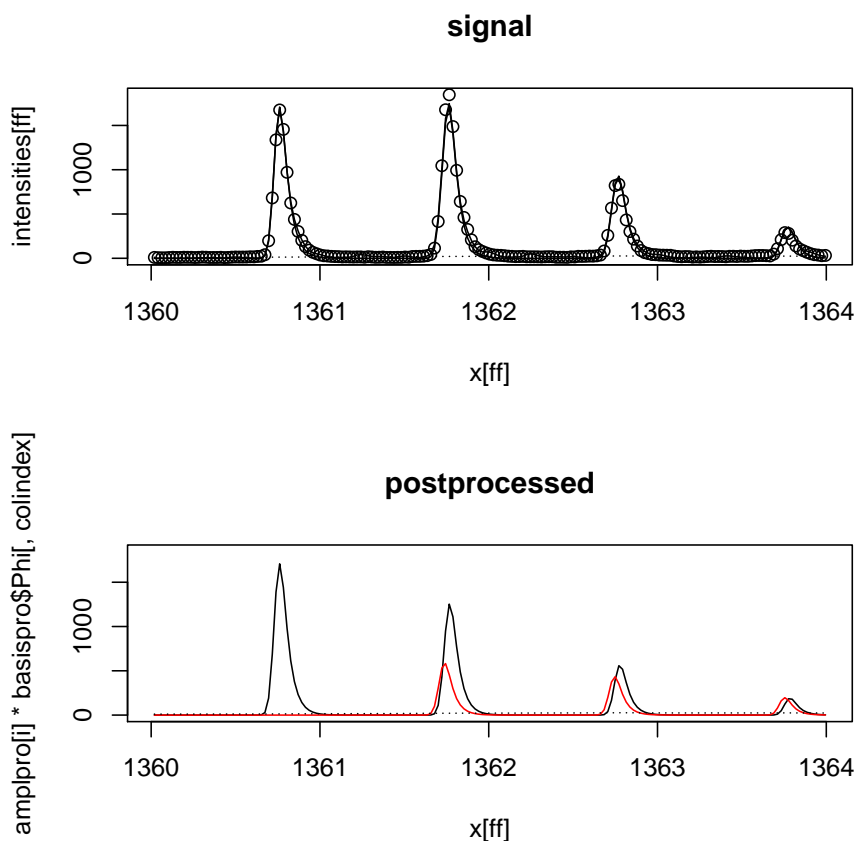 signal
intensities[ff]
0
1000
1360 1361 1362 1363 1364
x[ff]
postprocessed
amplpro[i] * basispro$Phi[, colindex]
0
1000
1360 1361 1362 1363 1364
x[ff]